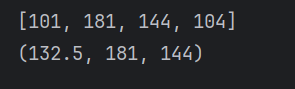 [101, 181, 144, 104]
(132.5, 181, 144)